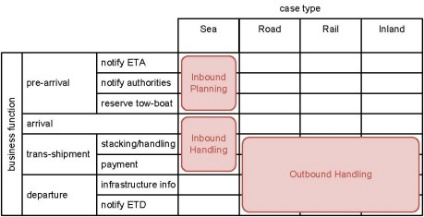 case type
Sea Road Rail Inland
business function
pre-arrival
notify ETA
notify authorities
reserve tow-boat
Inbound
Planning
arrival
trans-shipment
stacking/handling
payment
Inbound
Handling
departure
infrastructure info
notify ETD
Outbound Handling